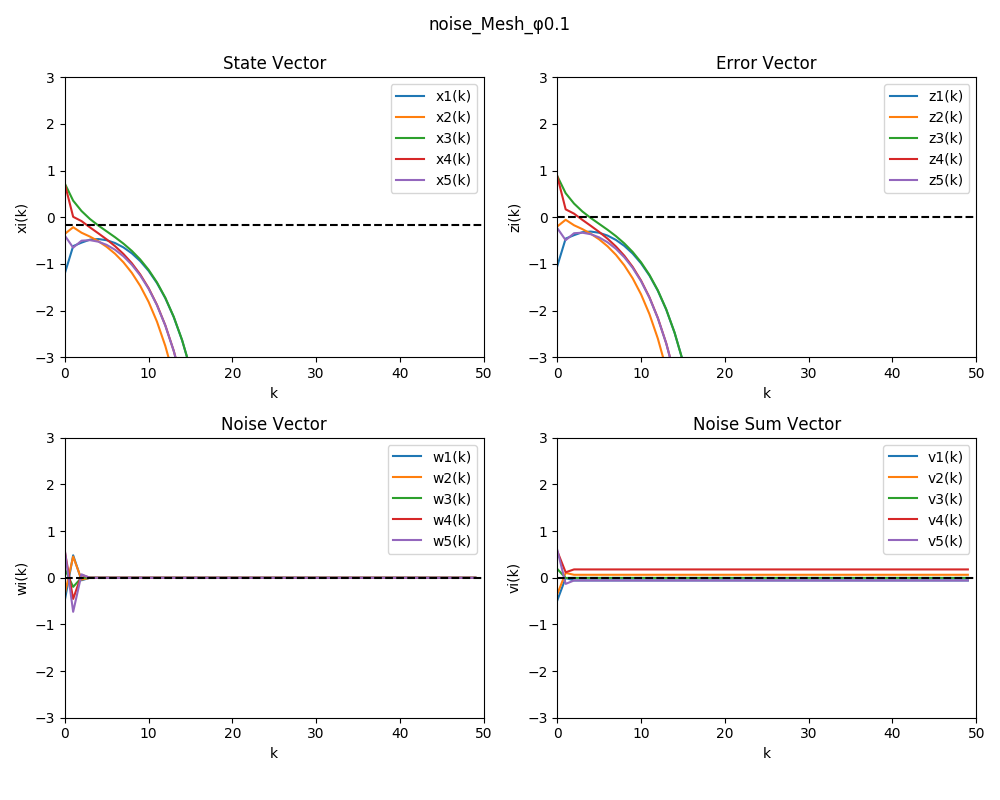 noise_Mesh_φ0.1
State Vector
3
2
1
0
−1
−2
−3
xi(k)
0
10
20
30
40
50
k
x1(k)
x2(k)
x3(k)
x4(k)
x5(k)
Error Vector
3
2
1
0
−1
−2
−3
zi(k)
0
10
20
30
40
50
k
z1(k)
z2(k)
z3(k)
z4(k)
z5(k)
Noise Vector
3
2
1
0
−1
−2
−3
wi(k)
0
10
20
30
40
50
k
w1(k)
w2(k)
w3(k)
w4(k)
w5(k)
Noise Sum Vector
3
2
1
0
−1
−2
−3
vi(k)
0
10
20
30
40
50
k
v1(k)
v2(k)
v3(k)
v4(k)
v5(k)